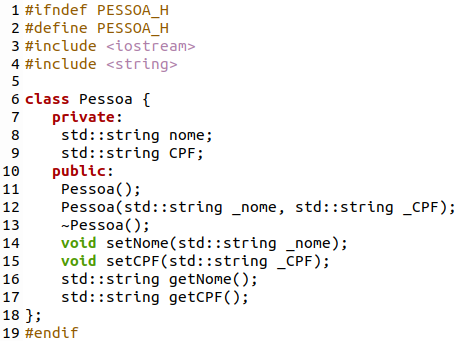 1 #ifndef PESSOA_H
2 #define PESSOA_H
3 #include <iostream>
4 #include <string>
5
6 class Pessoa {
7    private:
8     std::string nome;
9     std::string CPF;
10    public:
11     Pessoa();
12     Pessoa(std::string _nome, std::string _CPF);
13     ~Pessoa();
14     void setNome(std::string _nome);
15     void setCPF(std::string _CPF);
16     std::string getNome();
17     std::string getCPF();
18 };
19 #endif